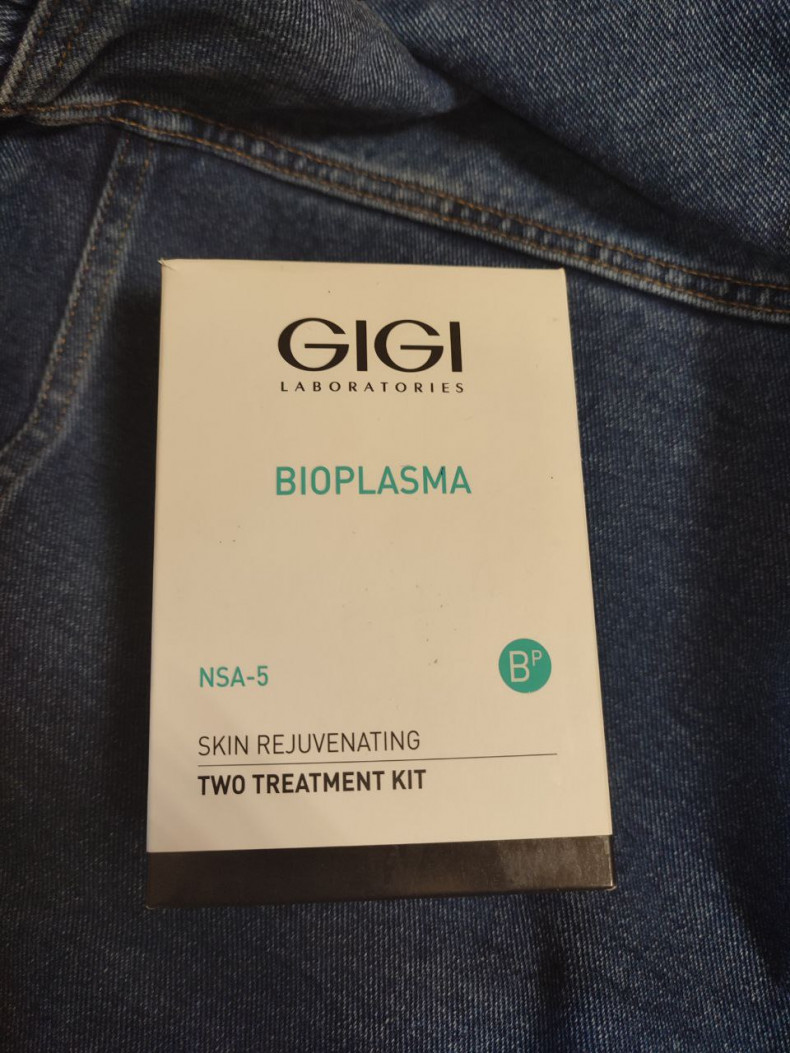 GIGI
LABORATORIES
BIOPLASMA
NSA-5
BP
SKIN REJUVENATING
TWO TREATMENT KIT